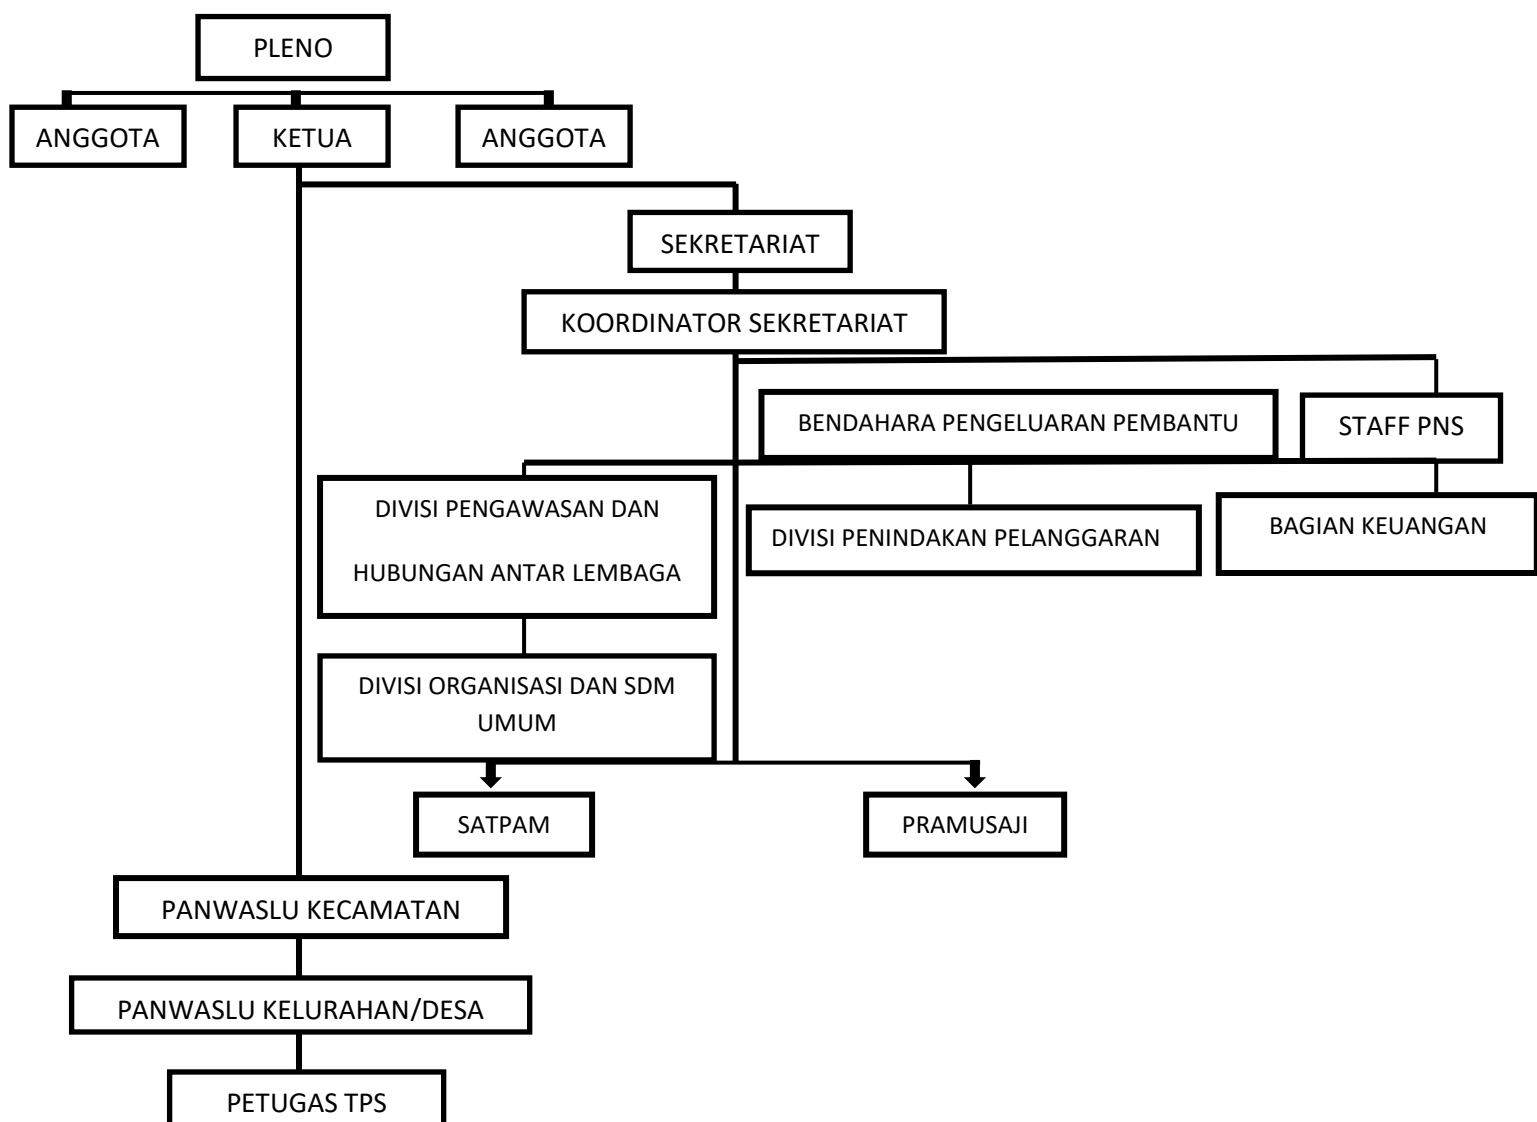 PLENO
ANGGOTA
KETUA
ANGGOTA
SEKRETARIAT
KOORDINATOR SEKRETARIAT
BENDAHARA PENGELUARAN PEMBANTU
STAFF PNS
DIVISI PENGAWASAN DAN
HUBUNGAN ANTAR LEMBAGA
DIVISI PENINDAKAN PELANGGARAN
BAGIAN KEUANGAN
DIVISI ORGANISASI DAN SDM
UMUM
SATPAM
PRAMUSAJI
PANWASLU KECAMATAN
PANWASLU KELURAHAN/DESA
PETUGAS TPS